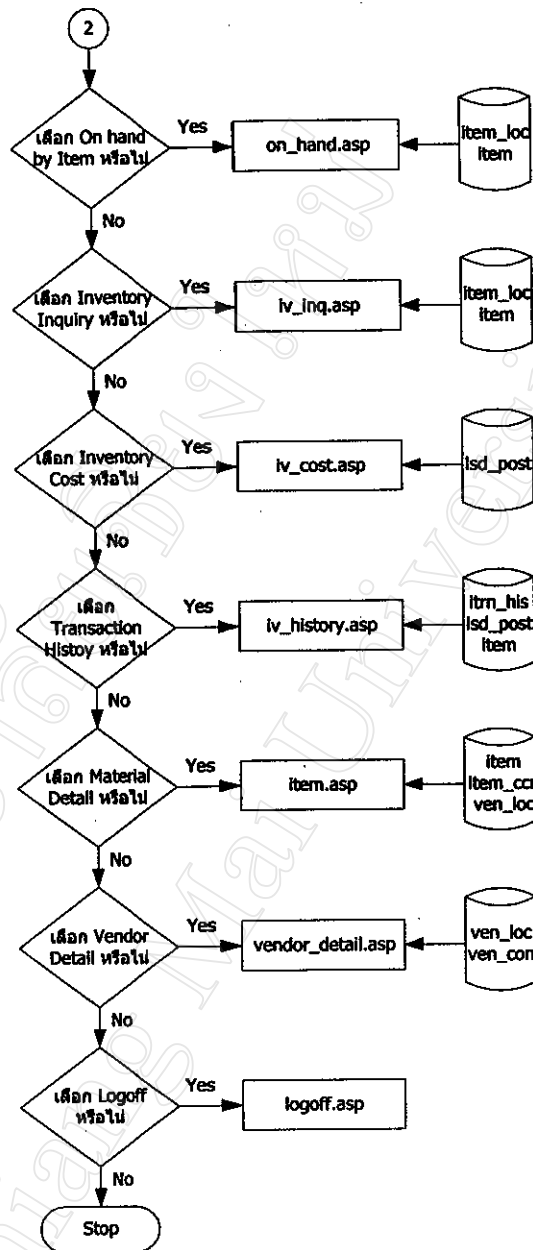 2
เลือก On hand
by Item หรือไม่
Yes
on_hand.asp
item_loc
item
No
เลือก Inventory
Inquiry หรือไม่
Yes
iv_inq.asp
item_loc
item
No
เลือก Inventory
Cost หรือไม่
Yes
iv_cost.asp
lsd_post
No
เลือก
Transaction
Histoy หรือไม่
Yes
iv_history.asp
itrn_his
lsd_post
item
No
เลือก Material
Detail หรือไม่
Yes
item.asp
item
item_ccn
ven_loc
No
เลือก Vendor
Detail หรือไม่
Yes
vendor_detail.asp
ven_loc
ven_com
No
เลือก Logoff
หรือไม่
Yes
logoff.asp
No
Stop